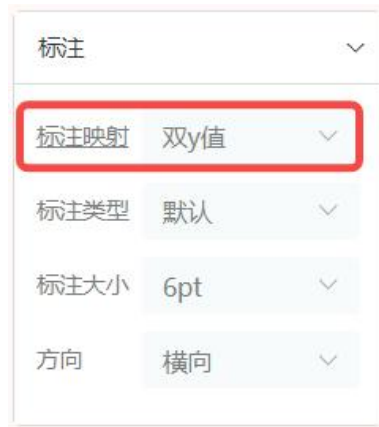 标注
标注映射 双y值
标注类型 默认
标注大小 6pt
方向 横向